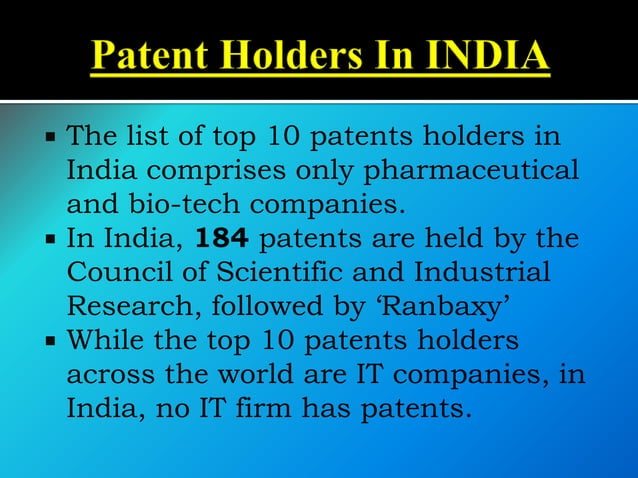 Patent Holders In INDIA
The list of top 10 patents holders in
India comprises only pharmaceutical
and bio-tech companies.
In India, 184 patents are held by the
Council of Scientific and Industrial
Research, followed by ‘Ranbaxy’
While the top 10 patents holders
across the world are IT companies, in
India, no IT firm has patents.